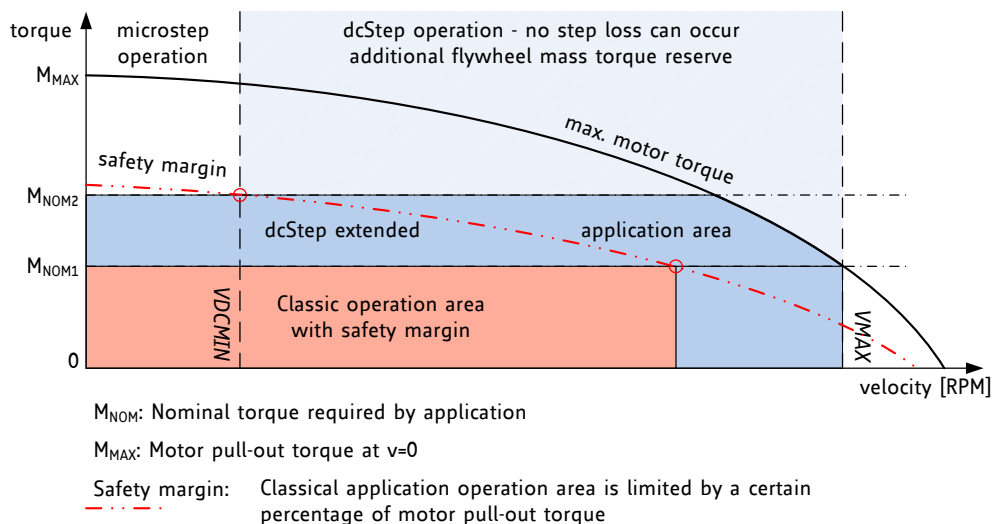 torque
microstep
operation
dcStep operation - no step loss can occur
additional flywheel mass torque reserve
MMAX
max. motor torque
safety margin
MNOM2
dcStep extended
application area
MNOM1
Classic operation area
with safety margin
VDCMIN
VMAX
0
velocity [RPM]
MNOM: Nominal torque required by application
MMAX: Motor pull-out torque at v=0
Safety margin: Classical application operation area is limited by a certain
percentage of motor pull-out torque